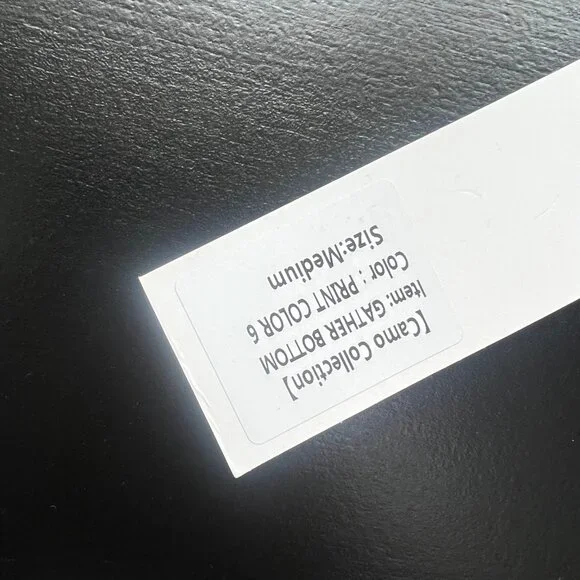 【Camo Collection】
Item: GATHER BOTTOM
Color : PRINT COLOR 6
Size:Medium